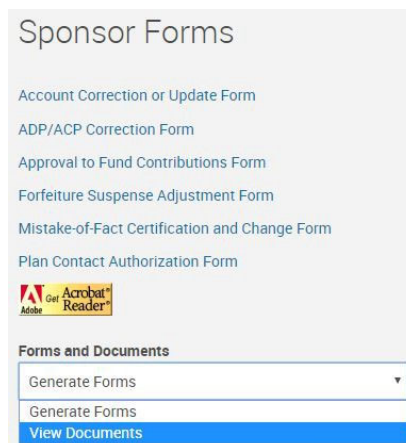 Sponsor Forms
Account Correction or Update Form
ADP/ACP Correction Form
Approval to Fund Contributions Form
Forfeiture Suspense Adjustment Form
Mistake-of-Fact Certification and Change Form
Plan Contact Authorization Form
Adobe Get Acrobat® Reader®
Forms and Documents
Generate Forms
Generate Forms
View Documents